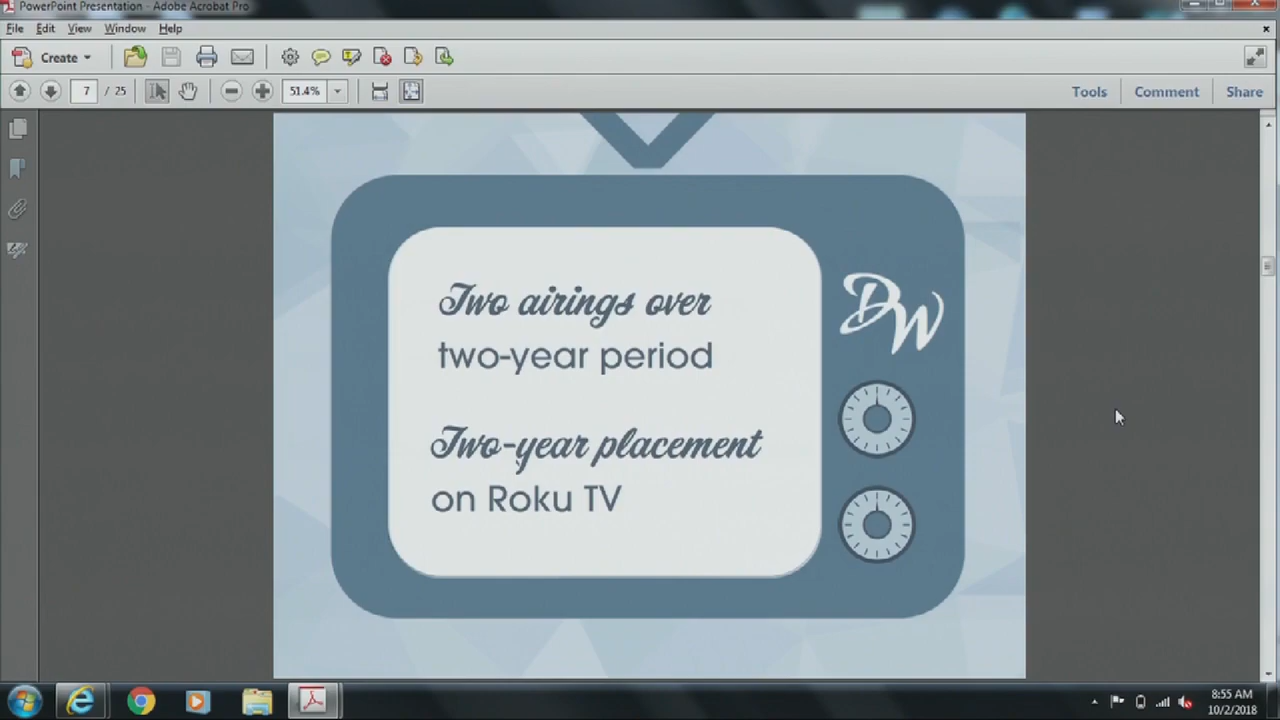 PowerPoint Presentation - Adobe Acrobat Pro
File Edit View Window Help
Create
7 / 25 51.4% Tools Comment Share
Two airings over
two-year period
DW
Two-year placement
on Roku TV
8:55 AM
10/2/2018